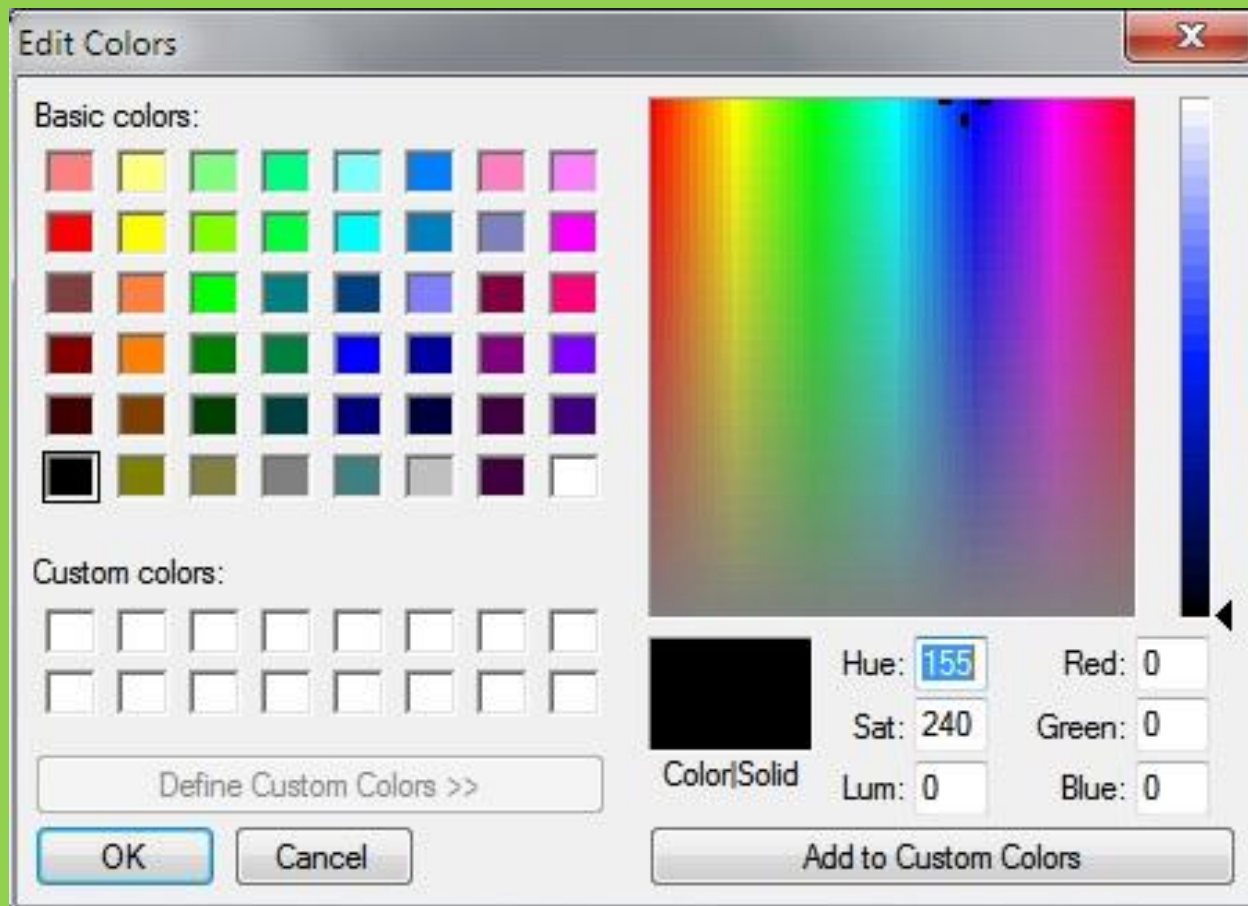 Edit Colors
Basic colors:
Custom colors:
Define Custom Colors >>
OK Cancel
Hue: 155 Red: 0
Sat: 240 Green: 0
Color|Solid
Lum: 0 Blue: 0
Add to Custom Colors